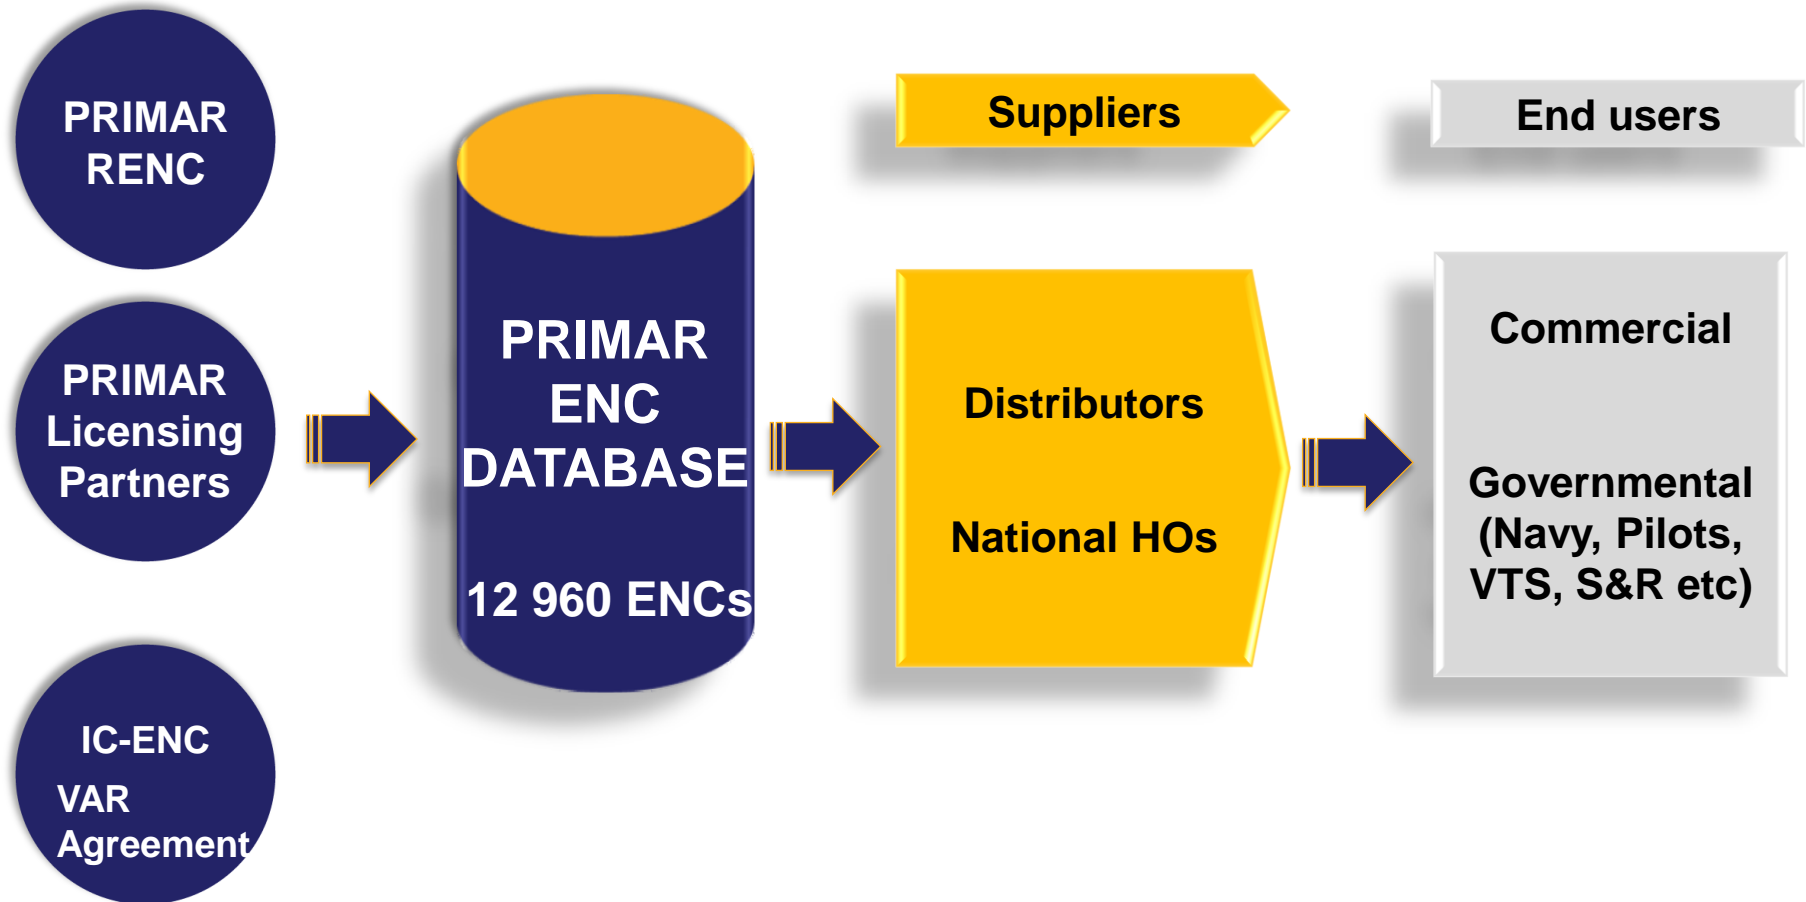 PRIMAR
RENC
PRIMAR
Licensing
Partners
IC-ENC
VAR
Agreement
PRIMAR
ENC
DATABASE
12 960 ENCs
Suppliers
Distributors
National HOs
End users
Commercial
Governmental
(Navy, Pilots,
VTS, S&R etc)